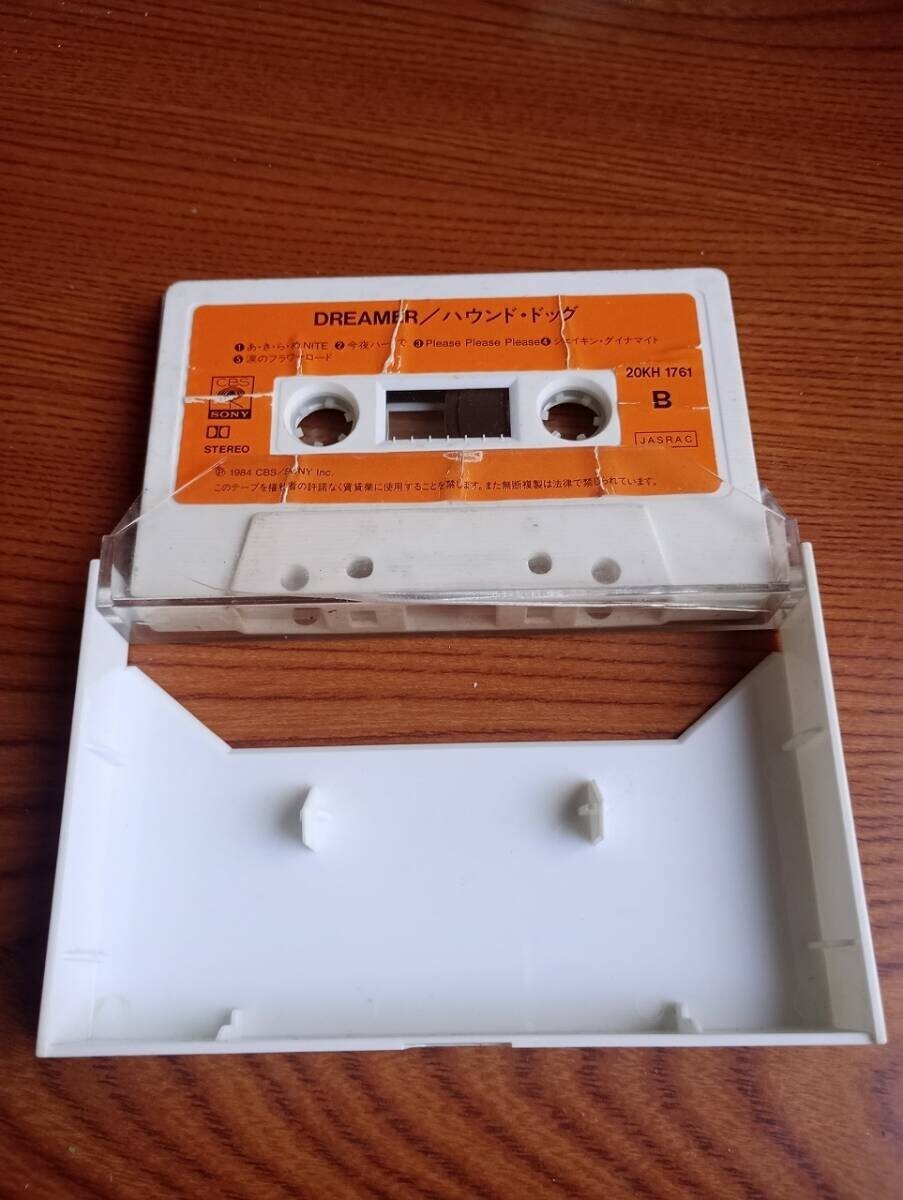 DREAMER／ハウンド・ドッグ
❶あ・き・ら・めNITE ❷今夜ハートで ❸Please Please Please ❹シェイキン・ダイナマイト
❺涙のフラワーロード
20KH 1761
B
CBS
SONY
STEREO
JASRAC
Ⓟ 1984 CBS/SONY Inc.
このテープを権利者の許諾なく賃貸業に使用することを禁じます。また無断複製は法律で禁じられています。